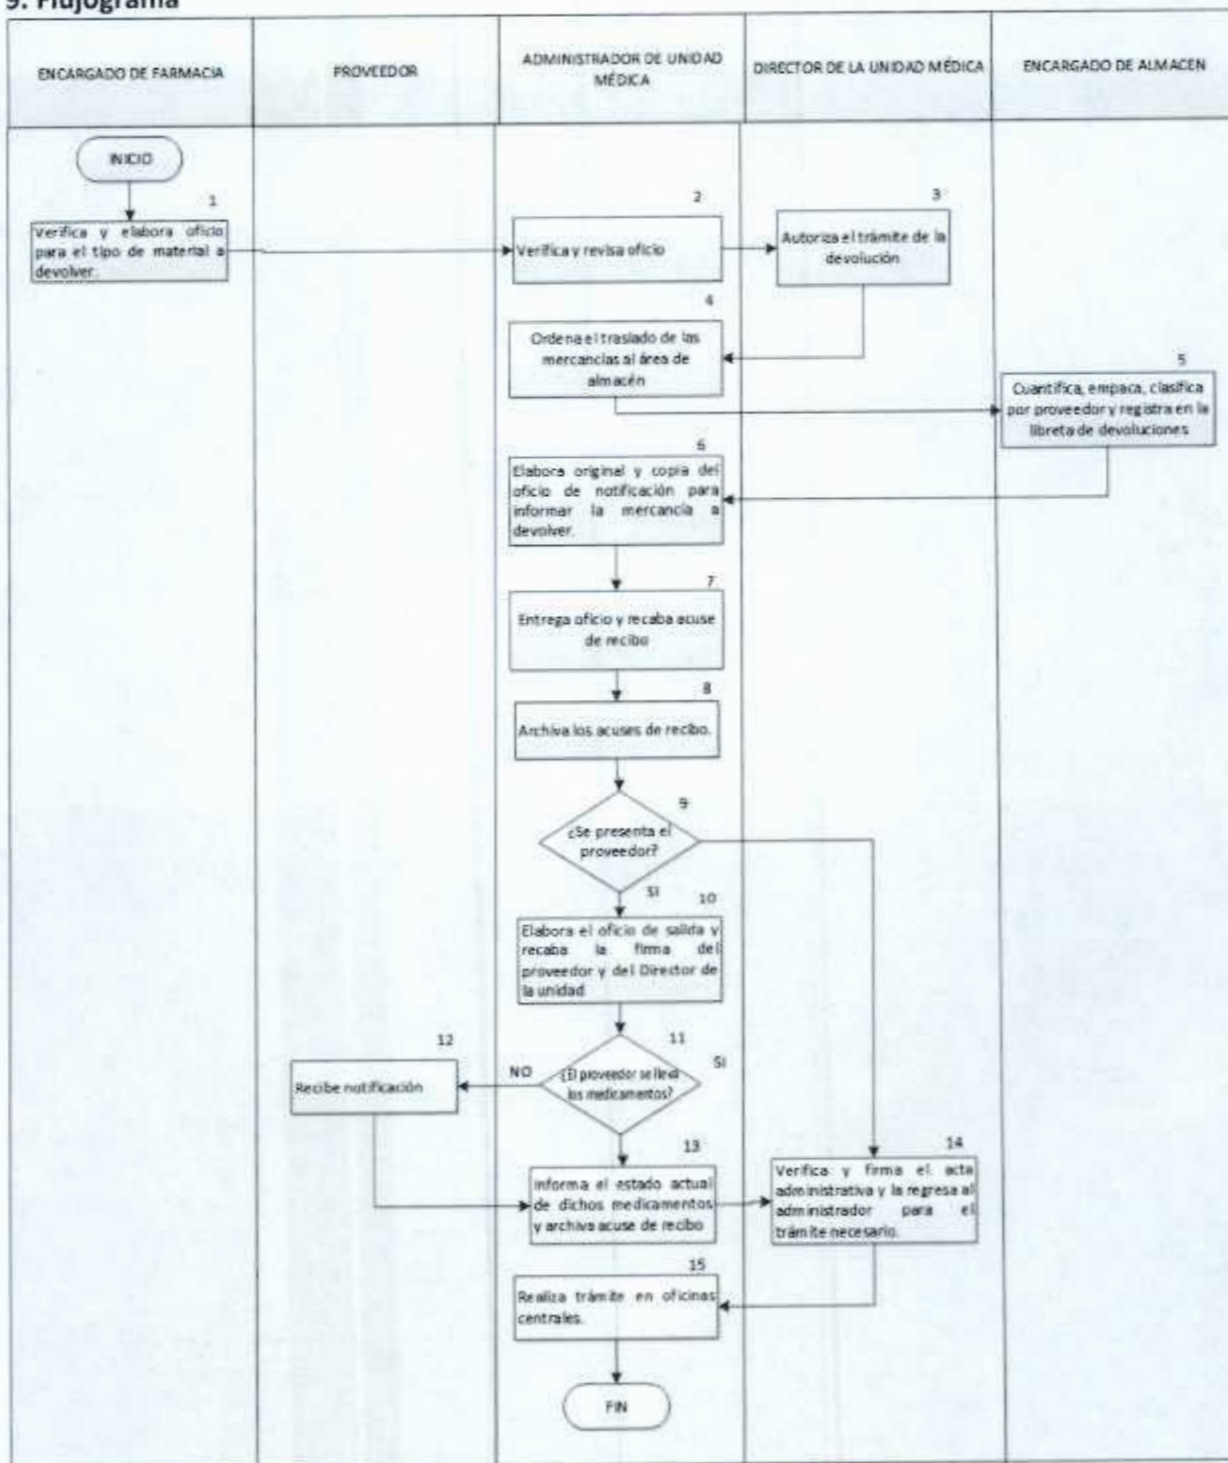 9. Flujograma
ENCARGADO DE FARMACIA
PROVEEDOR
ADMINISTRADOR DE UNIDAD
MÉDICA
DIRECTOR DE LA UNIDAD MÉDICA
ENCARGADO DE ALMACEN
INICIO
1
Verifica y elabora oficio
para el tipo de material a
devolver.
2
Verifica y revisa oficio
3
Autoriza el trámite de la
devolución
4
Ordena el traslado de las
mercancías al área de
almacén
5
Cuantifica, empaca, clasifica
por proveedor y registra en la
libreta de devoluciones
6
Elabora original y copia del
oficio de notificación para
informar la mercancía a
devolver.
7
Entrega oficio y recaba acuse
de recibo
8
Archiva los acuses de recibo.
9
¿Se presenta el
proveedor?
SI
10
Elabora el oficio de salida y
recaba la firma del
proveedor y del Director de
la unidad
11
¿El proveedor se lleva
los medicamentos?
NO
SI
12
Recibe notificación
13
Informa el estado actual
de dichos medicamentos
y archiva acuse de recibo
14
Verifica y firma el acta
administrativa y la regresa al
administrador para el
trámite necesario.
15
Realiza trámite en oficinas
centrales.
FIN